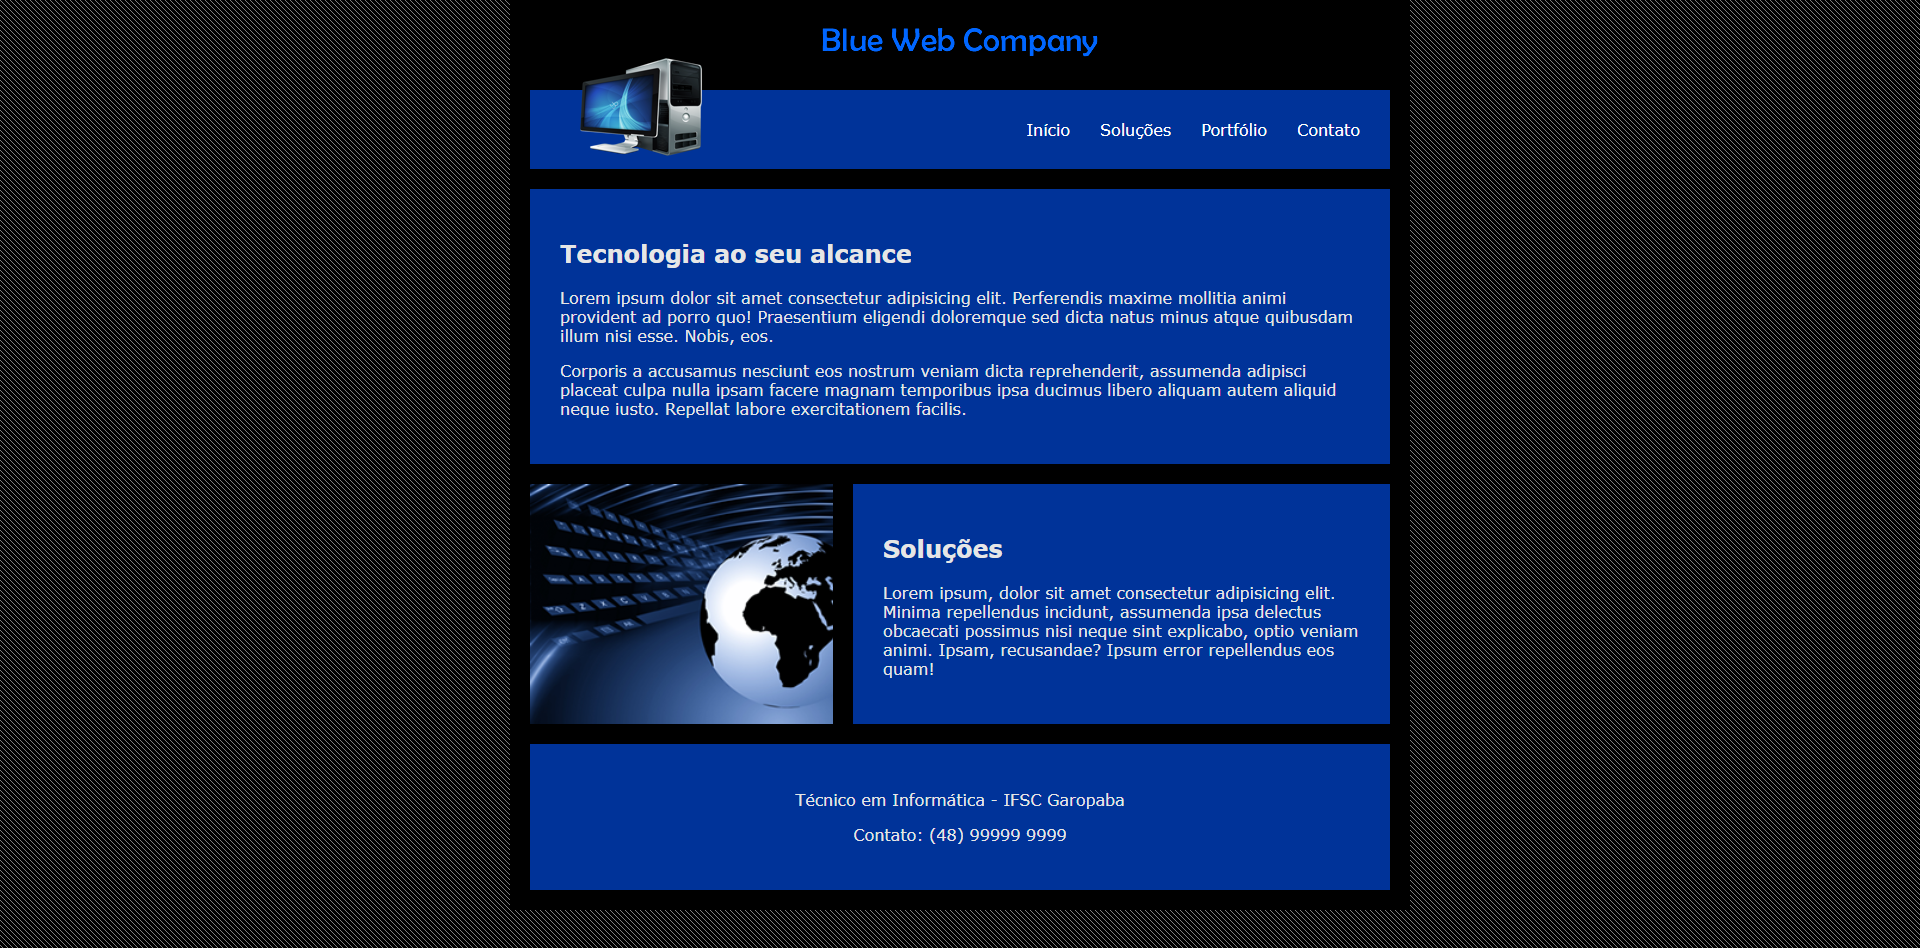 Blue Web Company
Início Soluções Portfólio Contato
Tecnologia ao seu alcance
Lorem ipsum dolor sit amet consectetur adipisicing elit. Perferendis maxime mollitia animi
provident ad porro quo! Praesentium eligendi doloremque sed dicta natus minus atque quibusdam
illum nisi esse. Nobis, eos.
Corporis a accusamus nesciunt eos nostrum veniam dicta reprehenderit, assumenda adipisci
placeat culpa nulla ipsam facere magnam temporibus ipsa ducimus libero aliquam autem aliquid
neque iusto. Repellat labore exercitationem facilis.
Soluções
Lorem ipsum, dolor sit amet consectetur adipisicing elit.
Minima repellendus incidunt, assumenda ipsa delectus
obcaecati possimus nisi neque sint explicabo, optio veniam
animi. Ipsam, recusandae? Ipsum error repellendus eos
quam!
Técnico em Informática - IFSC Garopaba
Contato: (48) 99999 9999